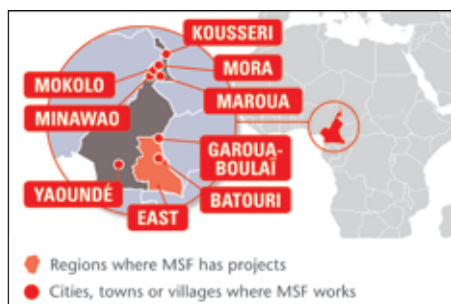 KOUSSERI
MOKOLO
MORA
MINAWAO
MAROUA
GAROUA-
BOULAÏ
YAOUNDÉ
BATOURI
EAST
Regions where MSF has projects
Cities, towns or villages where MSF works